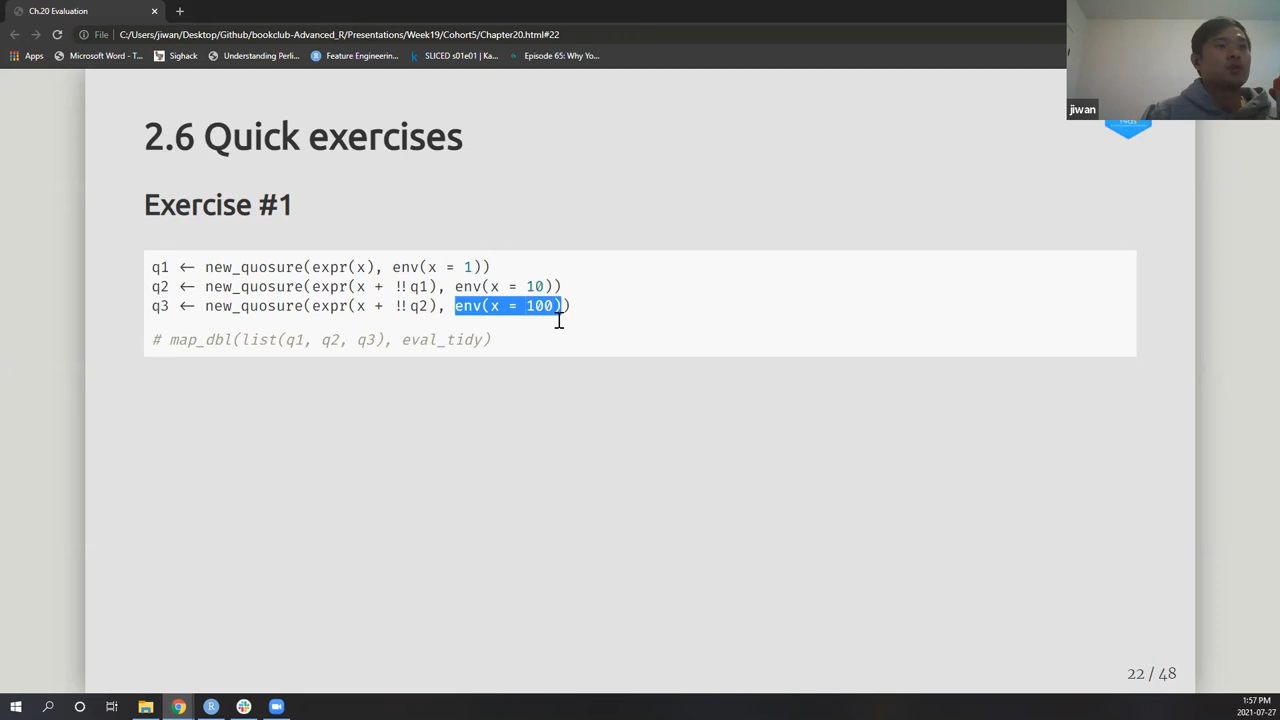 Ch.20 Evaluation
File
C:/Users/jiwan/Desktop/Github/bookclub-Advanced_R/Presentations/Week19/Cohort5/Chapter20.html#22
Apps
Microsoft Word - T...
Sighack
Understanding Perli...
Feature Engineering...
SLICED s01e01 | Ka...
Episode 65: Why Yo...
jiwan
2.6 Quick exercises
Exercise #1
q1 <- new_quosure(expr(x), env(x = 1))
q2 <- new_quosure(expr(x + !!q1), env(x = 10))
q3 <- new_quosure(expr(x + !!q2), env(x = 100))
# map_dbl(list(q1, q2, q3), eval_tidy)
22 / 48
1:57 PM
2021-07-27